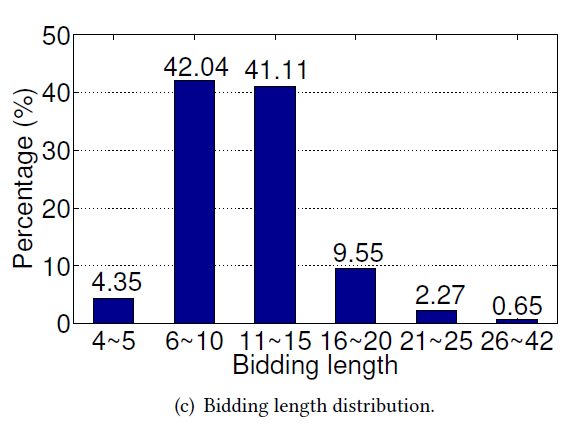 50
42.04 41.11
40
Percentage (%)
30
20
9.55
10
4.35
2.27
0.65
0
4~5 6~10 11~15 16~20 21~25 26~42
Bidding length
(c) Bidding length distribution.